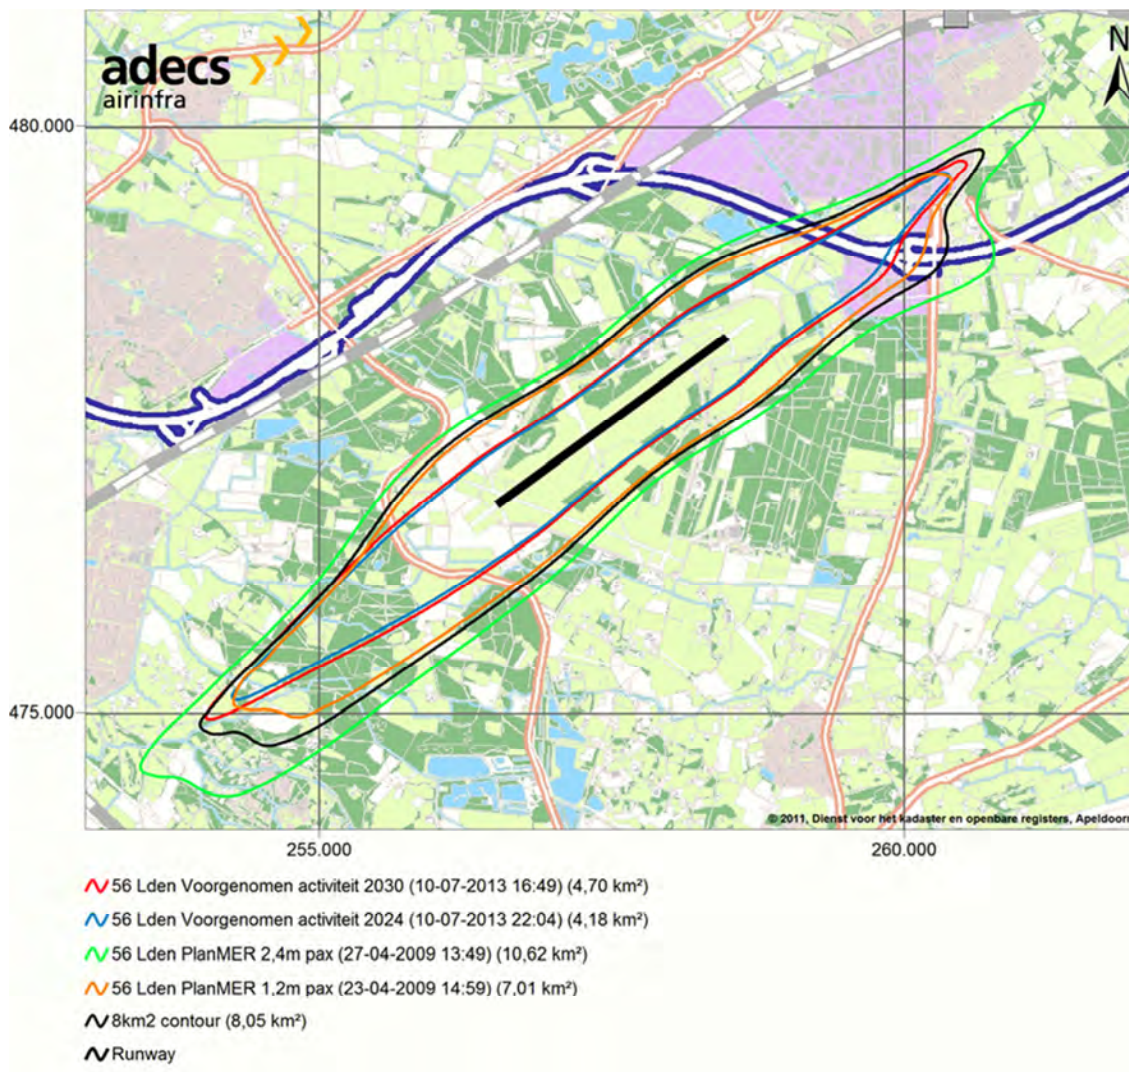 adecs
airinfra
N
480.000
475.000
© 2011, Dienst voor het kadaster en openbare registers, Apeldoorn
255.000
260.000
56 Lden Voorgenomen activiteit 2030 (10-07-2013 16:49) (4,70 km²)
56 Lden Voorgenomen activiteit 2024 (10-07-2013 22:04) (4,18 km²)
56 Lden PlanMER 2,4m pax (27-04-2009 13:49) (10,62 km²)
56 Lden PlanMER 1,2m pax (23-04-2009 14:59) (7,01 km²)
8km2 contour (8,05 km²)
Runway